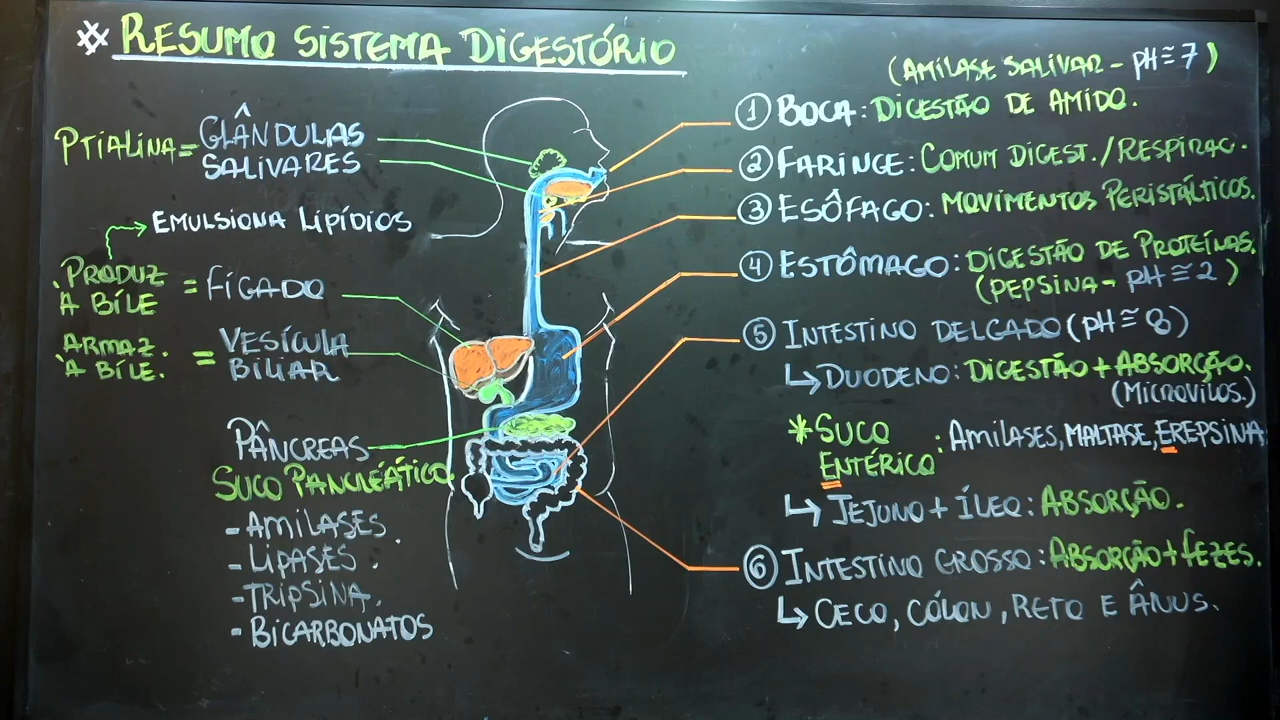 ※ RESUMO SISTEMA DIGESTÓRIO
PTIALINA = GLÂNDULAS
SALIVARES
EMULSIONA LIPÍDIOS
. PRODUZ
A BÍLE = FÍGADO
. ARMAZ.
A BÍLE. = VESÍCULA
BILIAR
PÂNCREAS
SUCO PANCREÁTICO
- AMILASES.
- LIPASES.
- TRIPSINA.
- BICARBONATOS
(AMILASE SALIVAR - pH ≅ 7)
① BOCA: DIGESTÃO DE AMIDO.
② FARINGE: COMUM DIGEST./RESPIRAÇ.
③ ESÔFAGO: MOVIMENTOS PERISTÁLTICOS.
④ ESTÔMAGO: DIGESTÃO DE PROTEÍNAS.
(PEPSINA - pH ≅ 2)
⑤ INTESTINO DELGADO (pH ≅ 8)
↳ DUODENO: DIGESTÃO + ABSORÇÃO.
(MICROVILOS.)
* SUCO
ENTÉRICO: AMILASES, MALTASE, EREPSINA
↳ JEJUNO + ÍLEO: ABSORÇÃO.
⑥ INTESTINO GROSSO: ABSORÇÃO + FEZES.
↳ CECO, CÓLON, RETO E ÂNUS.